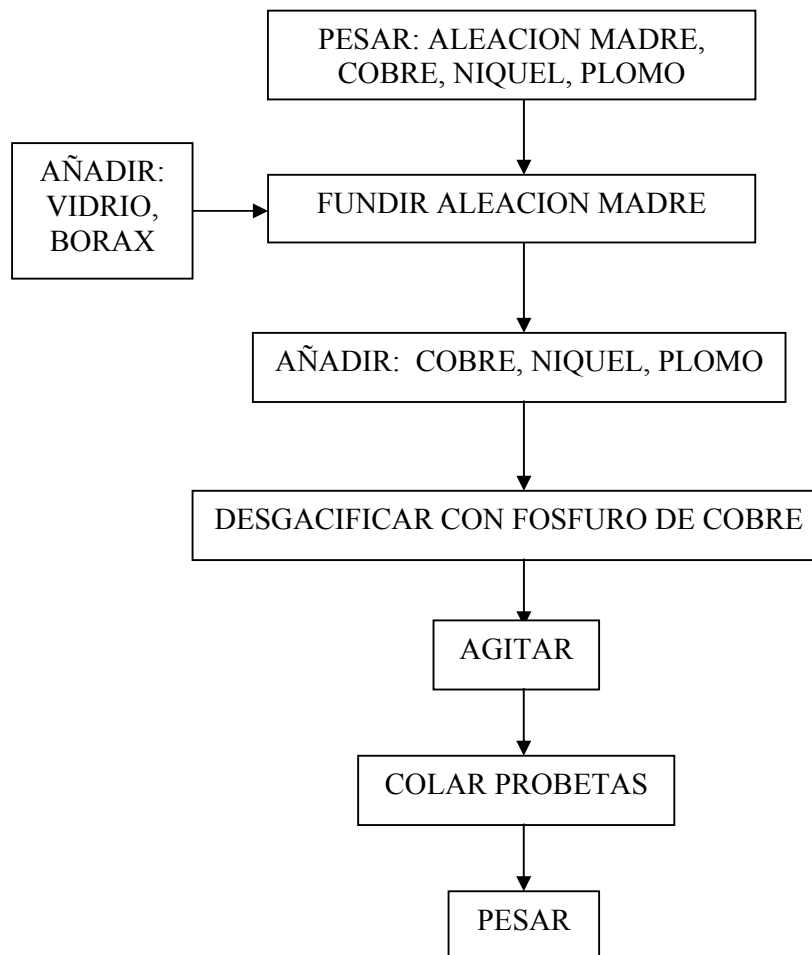 PESAR: ALEACION MADRE,
COBRE, NIQUEL, PLOMO
AÑADIR:
VIDRIO,
BORAX
FUNDIR ALEACION MADRE
AÑADIR: COBRE, NIQUEL, PLOMO
DESGACIFICAR CON FOSFURO DE COBRE
AGITAR
COLAR PROBETAS
PESAR